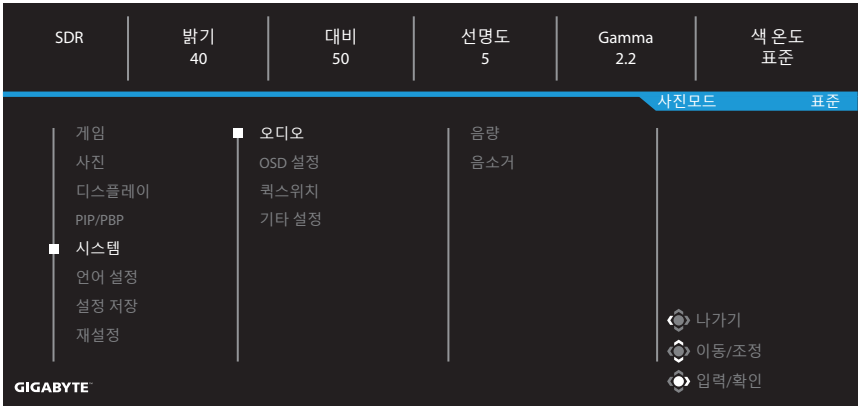 SDR 밝기 대비 선명도 Gamma 색 온도
40 50 5 2.2 표준
사진모드 표준
게임 오디오 음량
사진 OSD 설정 음소거
디스플레이 퀵스위치
PIP/PBP 기타 설정
시스템
언어 설정
설정 저장
재설정
나가기
이동/조정
입력/확인
GIGABYTE™